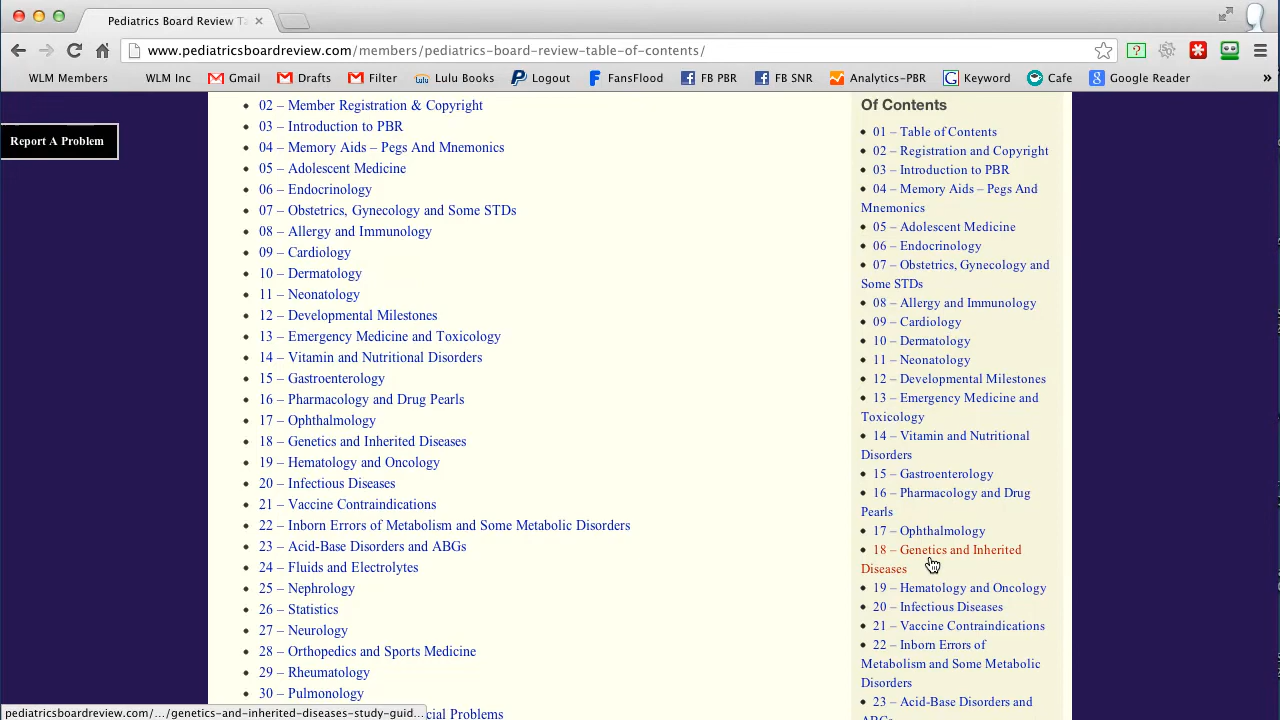 Pediatrics Board Review Ta
www.pediatricsboardreview.com/members/pediatrics-board-review-table-of-contents/
WLM Members WLM Inc Gmail Drafts Filter Lulu Books Logout FansFlood FB PBR FB SNR Analytics-PBR Keyword Cafe Google Reader »
Report A Problem
02 – Member Registration & Copyright
03 – Introduction to PBR
04 – Memory Aids – Pegs And Mnemonics
05 – Adolescent Medicine
06 – Endocrinology
07 – Obstetrics, Gynecology and Some STDs
08 – Allergy and Immunology
09 – Cardiology
10 – Dermatology
11 – Neonatology
12 – Developmental Milestones
13 – Emergency Medicine and Toxicology
14 – Vitamin and Nutritional Disorders
15 – Gastroenterology
16 – Pharmacology and Drug Pearls
17 – Ophthalmology
18 – Genetics and Inherited Diseases
19 – Hematology and Oncology
20 – Infectious Diseases
21 – Vaccine Contraindications
22 – Inborn Errors of Metabolism and Some Metabolic Disorders
23 – Acid-Base Disorders and ABGs
24 – Fluids and Electrolytes
25 – Nephrology
26 – Statistics
27 – Neurology
28 – Orthopedics and Sports Medicine
29 – Rheumatology
30 – Pulmonology
cial Problems
pediatricsboardreview.com/.../genetics-and-inherited-diseases-study-guid...
Of Contents
01 – Table of Contents
02 – Registration and Copyright
03 – Introduction to PBR
04 – Memory Aids – Pegs And
Mnemonics
05 – Adolescent Medicine
06 – Endocrinology
07 – Obstetrics, Gynecology and
Some STDs
08 – Allergy and Immunology
09 – Cardiology
10 – Dermatology
11 – Neonatology
12 – Developmental Milestones
13 – Emergency Medicine and
Toxicology
14 – Vitamin and Nutritional
Disorders
15 – Gastroenterology
16 – Pharmacology and Drug
Pearls
17 – Ophthalmology
18 – Genetics and Inherited
Diseases
19 – Hematology and Oncology
20 – Infectious Diseases
21 – Vaccine Contraindications
22 – Inborn Errors of
Metabolism and Some Metabolic
Disorders
23 – Acid-Base Disorders and